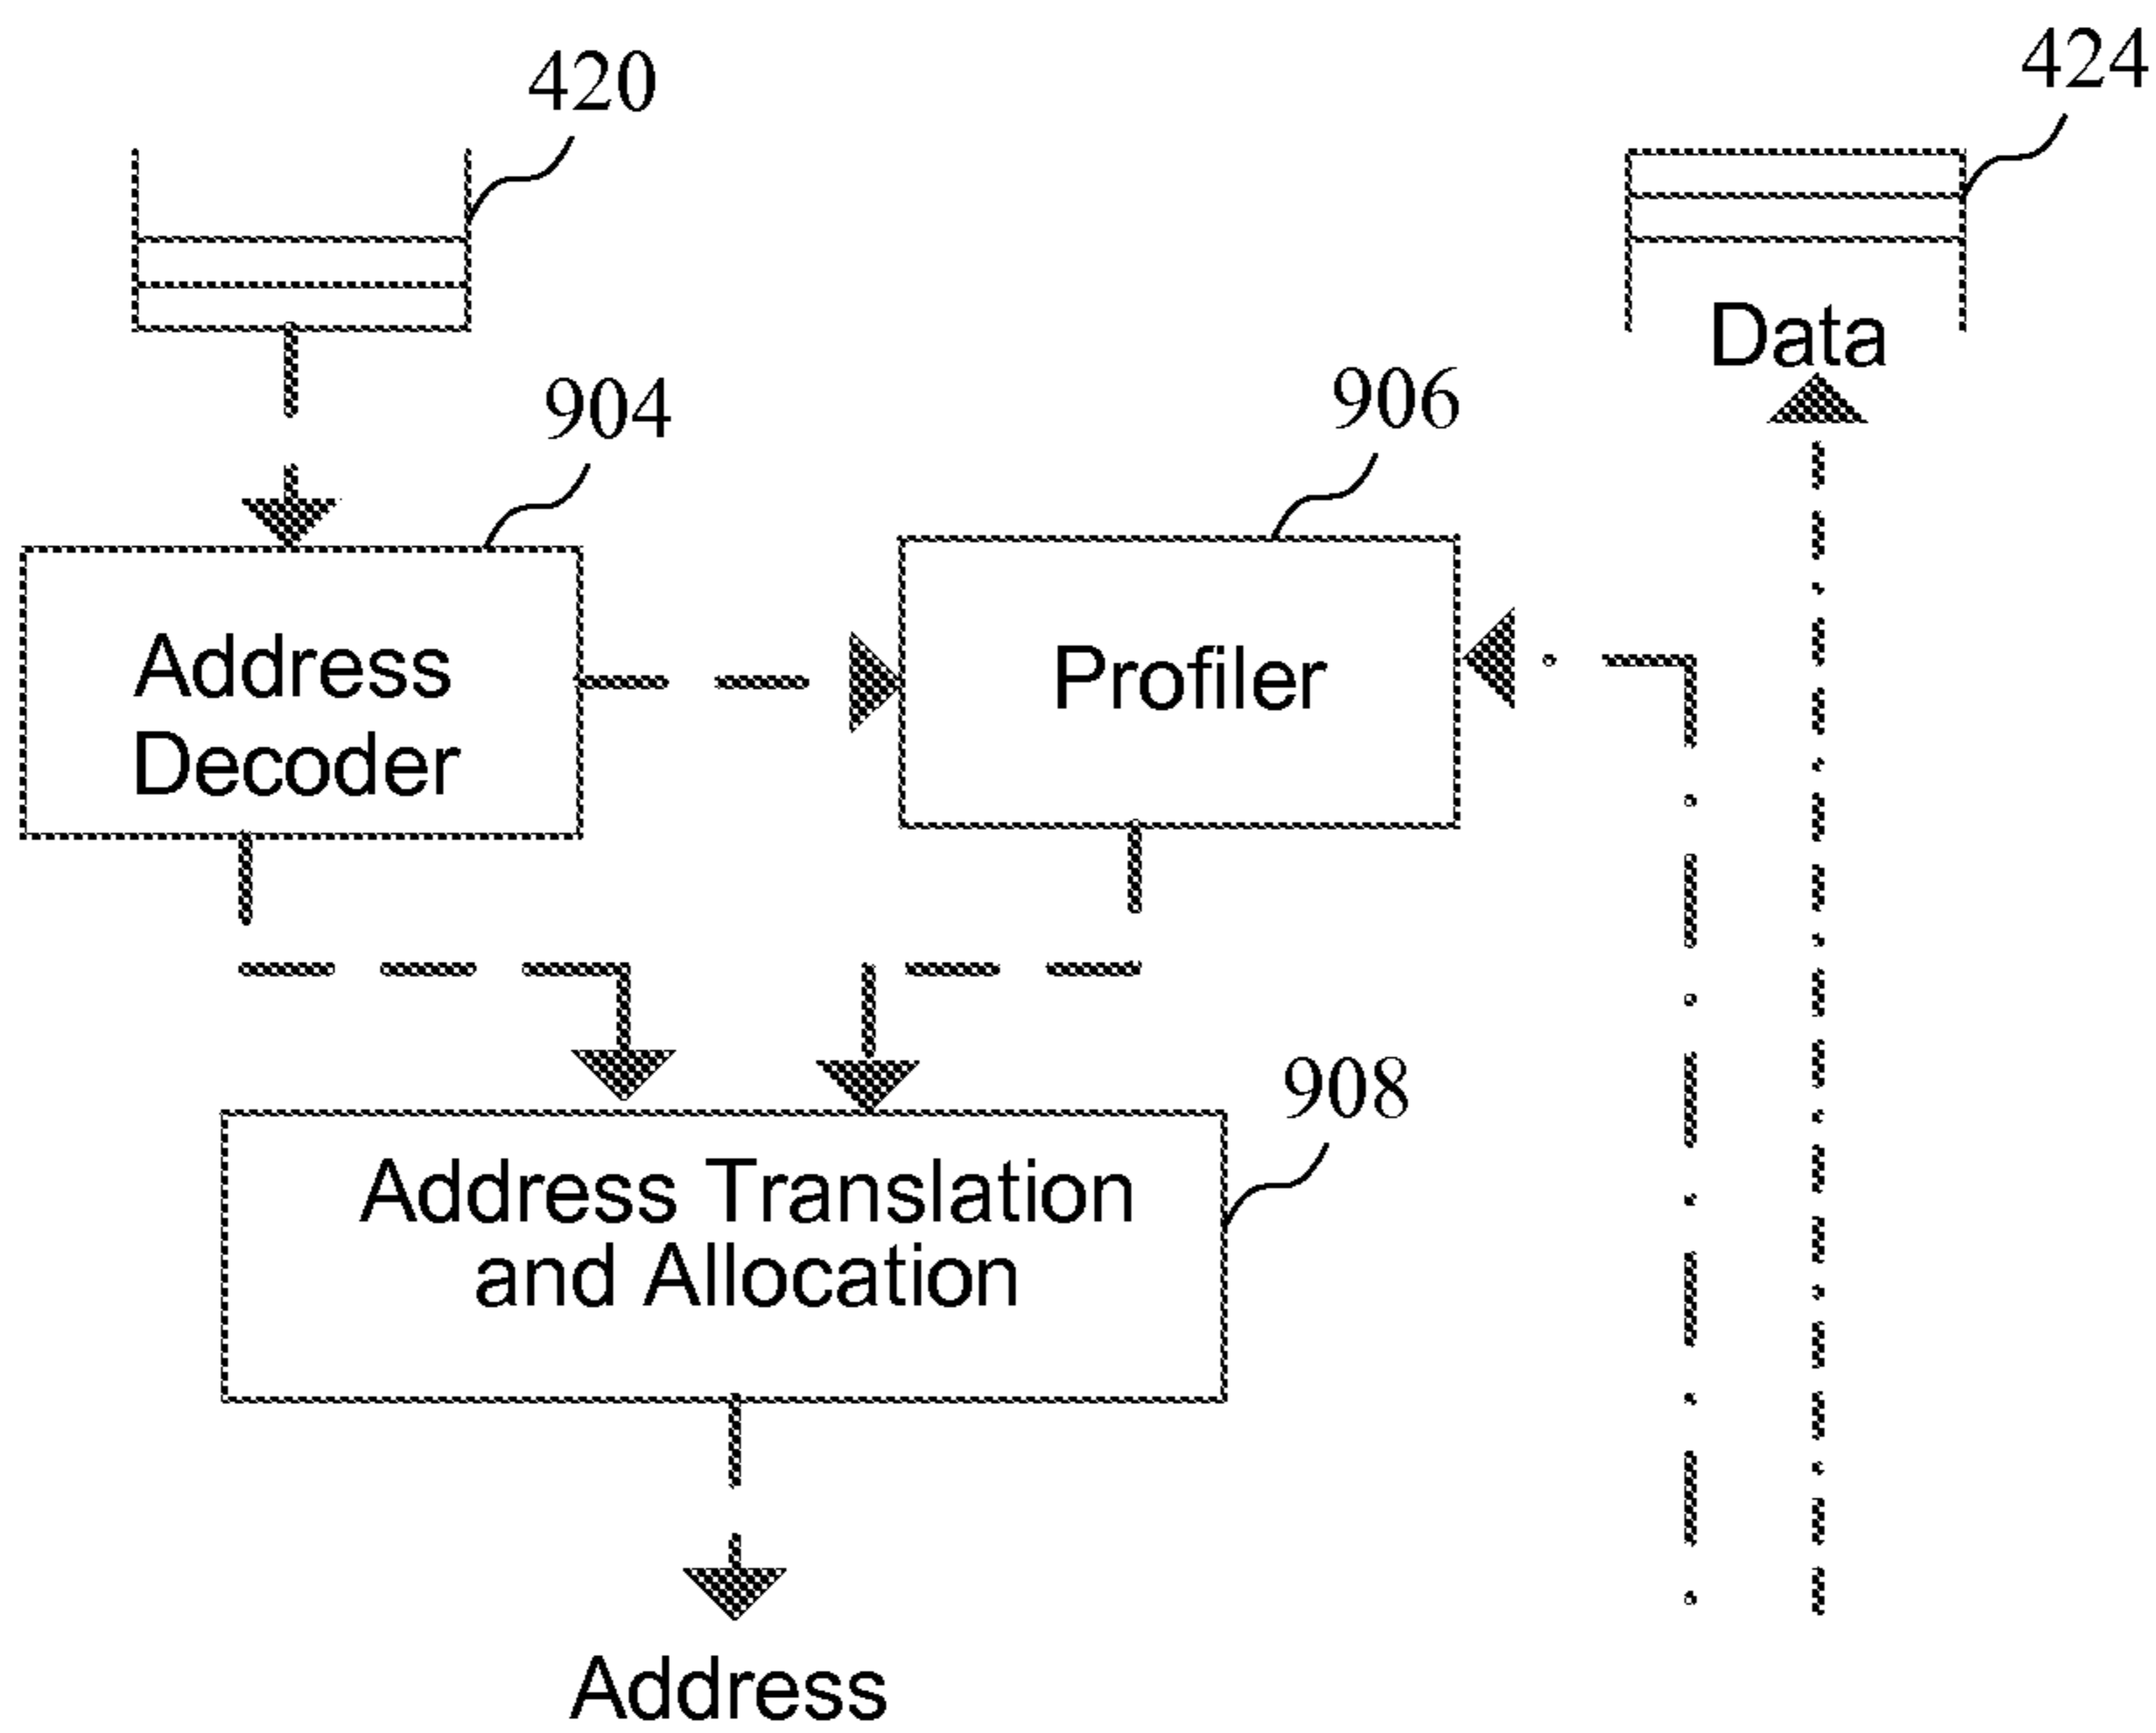 420
424
Data
904
906
Address
Decoder
Profiler
908
Address Translation
and Allocation
Address